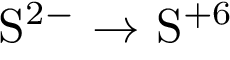 S²⁻ → S⁺⁶